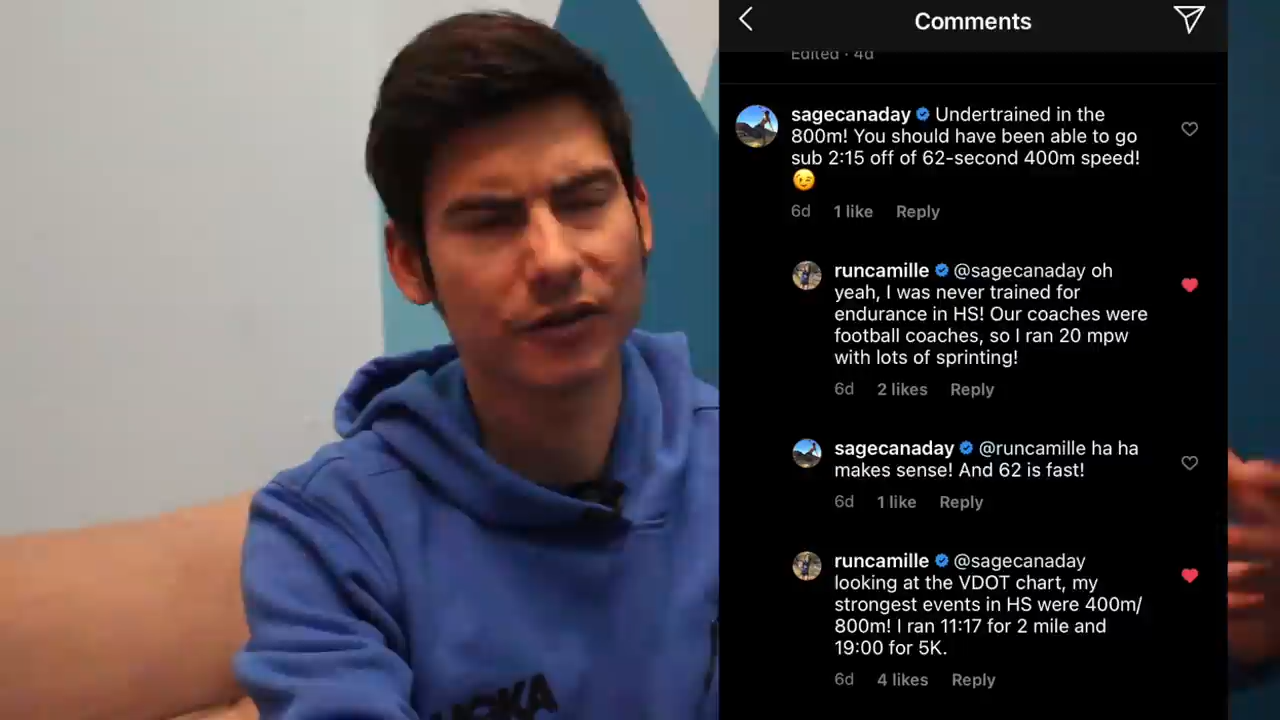 Comments
Edited · 4d
sagecanaday Undertrained in the
800m! You should have been able to go
sub 2:15 off of 62-second 400m speed!
😉
6d 1 like Reply
runcamille @sagecanaday oh
yeah, I was never trained for
endurance in HS! Our coaches were
football coaches, so I ran 20 mpw
with lots of sprinting!
6d 2 likes Reply
sagecanaday @runcamille ha ha
makes sense! And 62 is fast!
6d 1 like Reply
runcamille @sagecanaday
looking at the VDOT chart, my
strongest events in HS were 400m/
800m! I ran 11:17 for 2 mile and
19:00 for 5K.
6d 4 likes Reply
HOKA